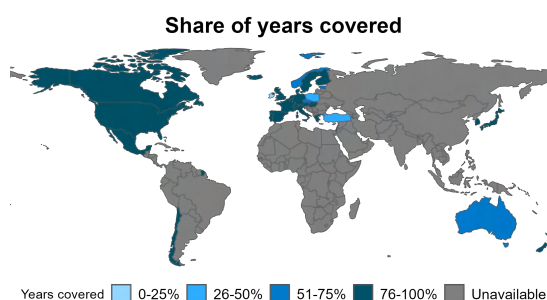 Share of years covered
Years covered 0-25% 26-50% 51-75% 76-100% Unavailable